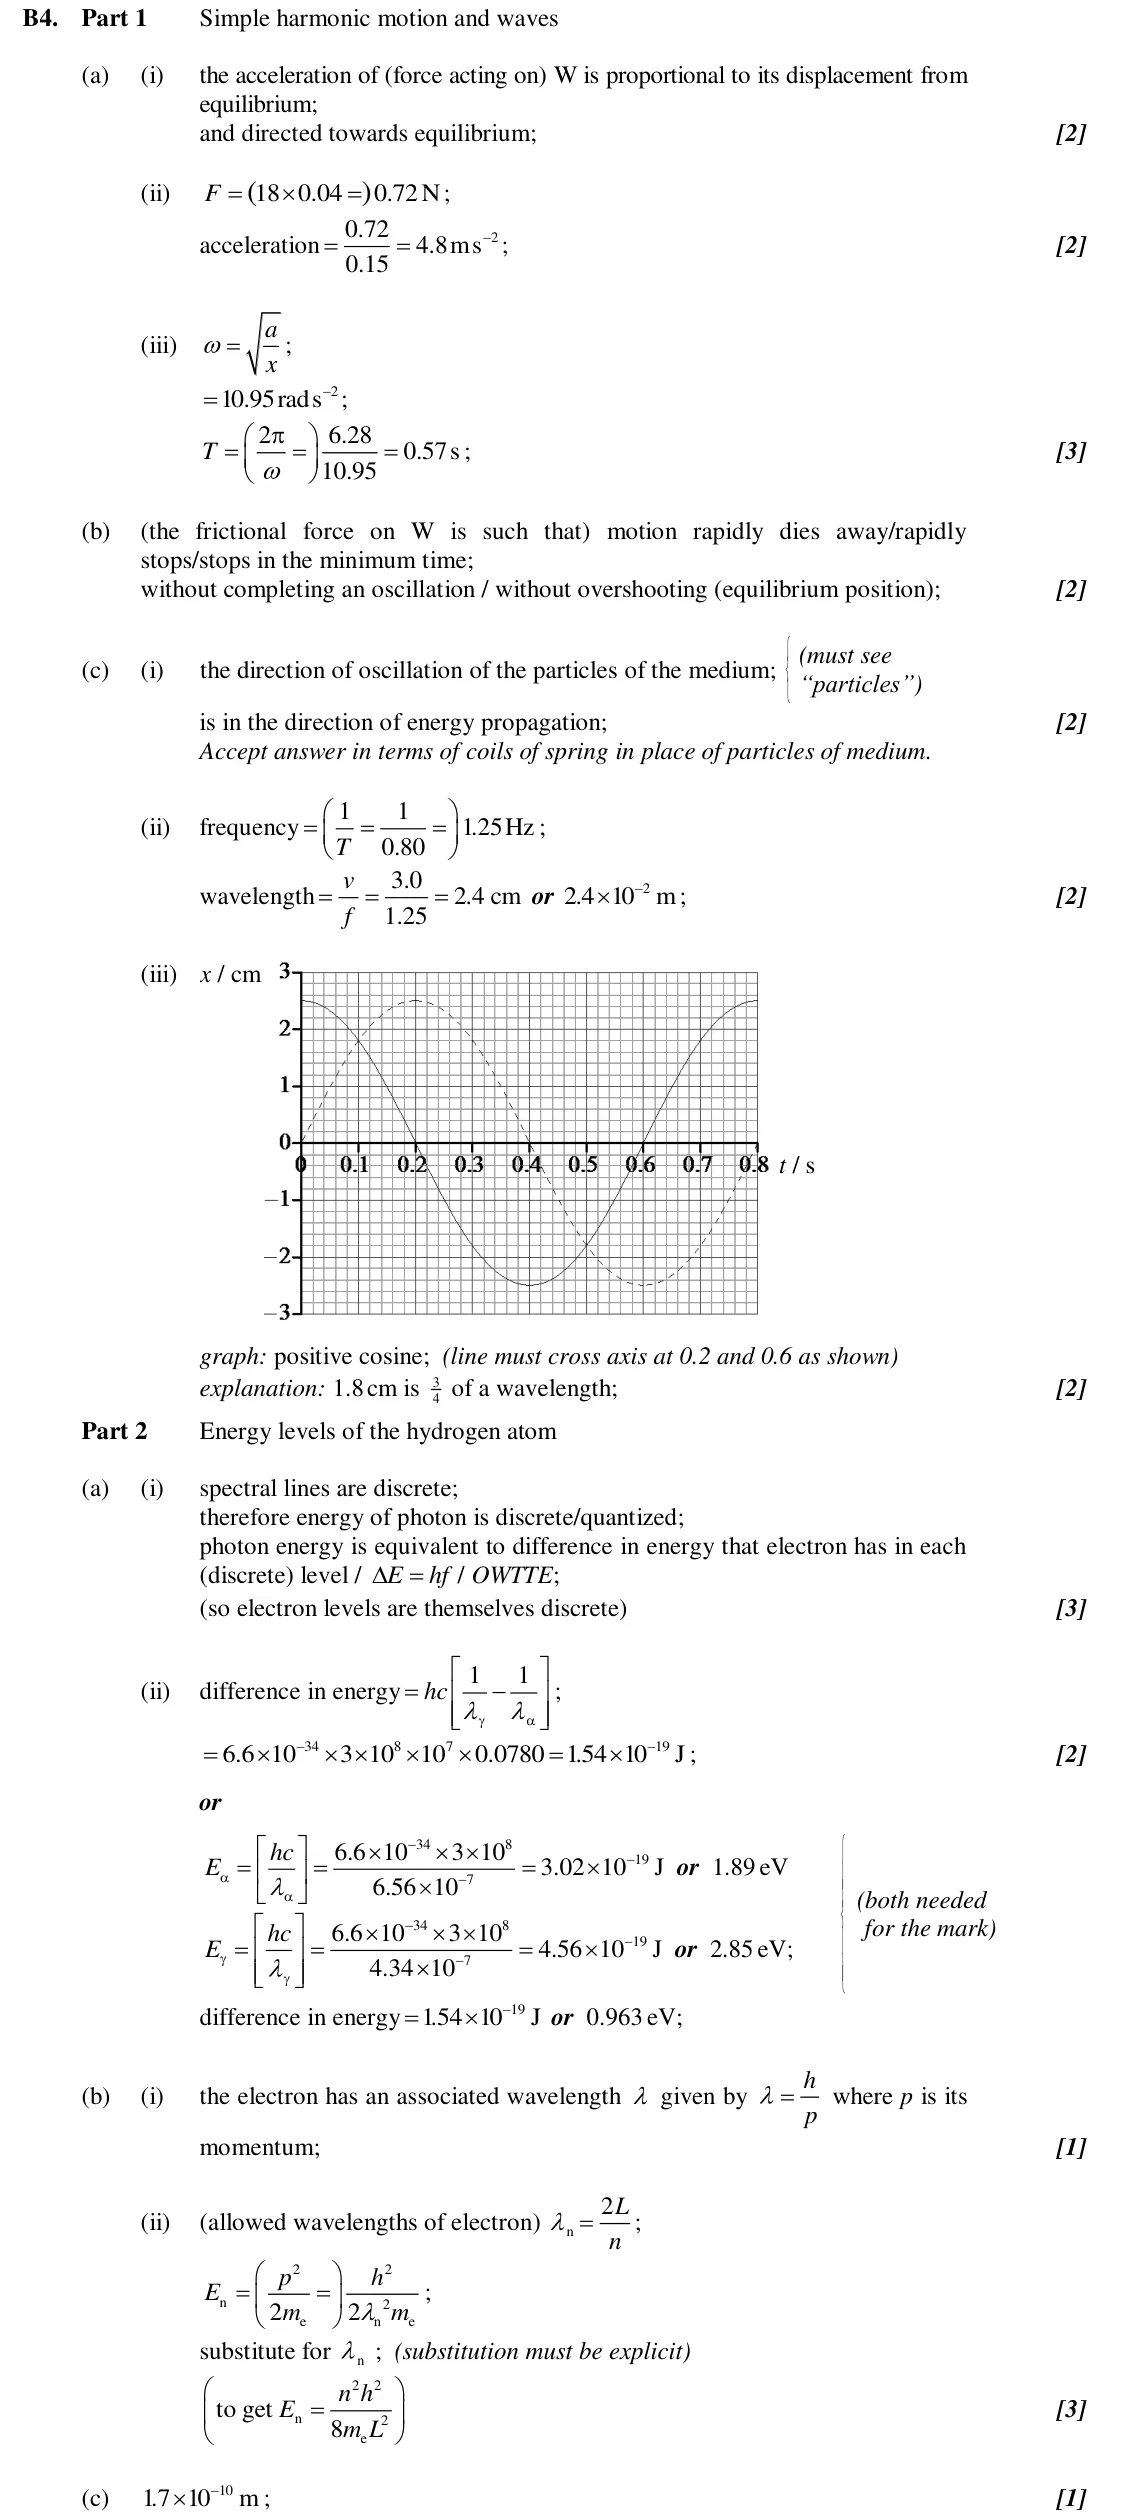 B4. Part 1 Simple harmonic motion and waves
(a) (i) the acceleration of (force acting on) W is proportional to its displacement from
equilibrium;
and directed towards equilibrium; [2]
(ii) F = (18×0.04 =)0.72 N ;
acceleration = 0.72/0.15 = 4.8 m s⁻² ; [2]
(iii) ω = √(a/x) ;
= 10.95 rad s⁻² ;
T = (2π/ω =) 6.28/10.95 = 0.57 s ; [3]
(b) (the frictional force on W is such that) motion rapidly dies away/rapidly
stops/stops in the minimum time;
without completing an oscillation / without overshooting (equilibrium position); [2]
(c) (i) the direction of oscillation of the particles of the medium; {(must see
“particles”)
is in the direction of energy propagation; [2]
Accept answer in terms of coils of spring in place of particles of medium.
(ii) frequency = (1/T = 1/0.80 =) 1.25 Hz ;
wavelength = v/f = 3.0/1.25 = 2.4 cm or 2.4×10⁻² m ; [2]
(iii) x / cm 3
2
1
0
0 0.1 0.2 0.3 0.4 0.5 0.6 0.7 0.8 t / s
−1
−2
−3
graph: positive cosine; (line must cross axis at 0.2 and 0.6 as shown)
explanation: 1.8 cm is 3/4 of a wavelength; [2]
Part 2 Energy levels of the hydrogen atom
(a) (i) spectral lines are discrete;
therefore energy of photon is discrete/quantized;
photon energy is equivalent to difference in energy that electron has in each
(discrete) level / ΔE = hf / OWTTE;
(so electron levels are themselves discrete) [3]
(ii) difference in energy = hc[1/λγ − 1/λα] ;
= 6.6×10⁻³⁴ ×3×10⁸ ×10⁷ ×0.0780 = 1.54×10⁻¹⁹ J ; [2]
or
Eα = [hc/λα] = (6.6×10⁻³⁴ ×3×10⁸)/(6.56×10⁻⁷) = 3.02×10⁻¹⁹ J or 1.89 eV
Eγ = [hc/λγ] = (6.6×10⁻³⁴ ×3×10⁸)/(4.34×10⁻⁷) = 4.56×10⁻¹⁹ J or 2.85 eV;
{(both needed
for the mark)
difference in energy = 1.54×10⁻¹⁹ J or 0.963 eV;
(b) (i) the electron has an associated wavelength λ given by λ = h/p where p is its
momentum; [1]
(ii) (allowed wavelengths of electron) λₙ = 2L/n ;
Eₙ = (p²/2mₑ =) h²/2λₙ²mₑ ;
substitute for λₙ ; (substitution must be explicit)
(to get Eₙ = n²h²/8mₑL²) [3]
(c) 1.7×10⁻¹⁰ m ; [1]